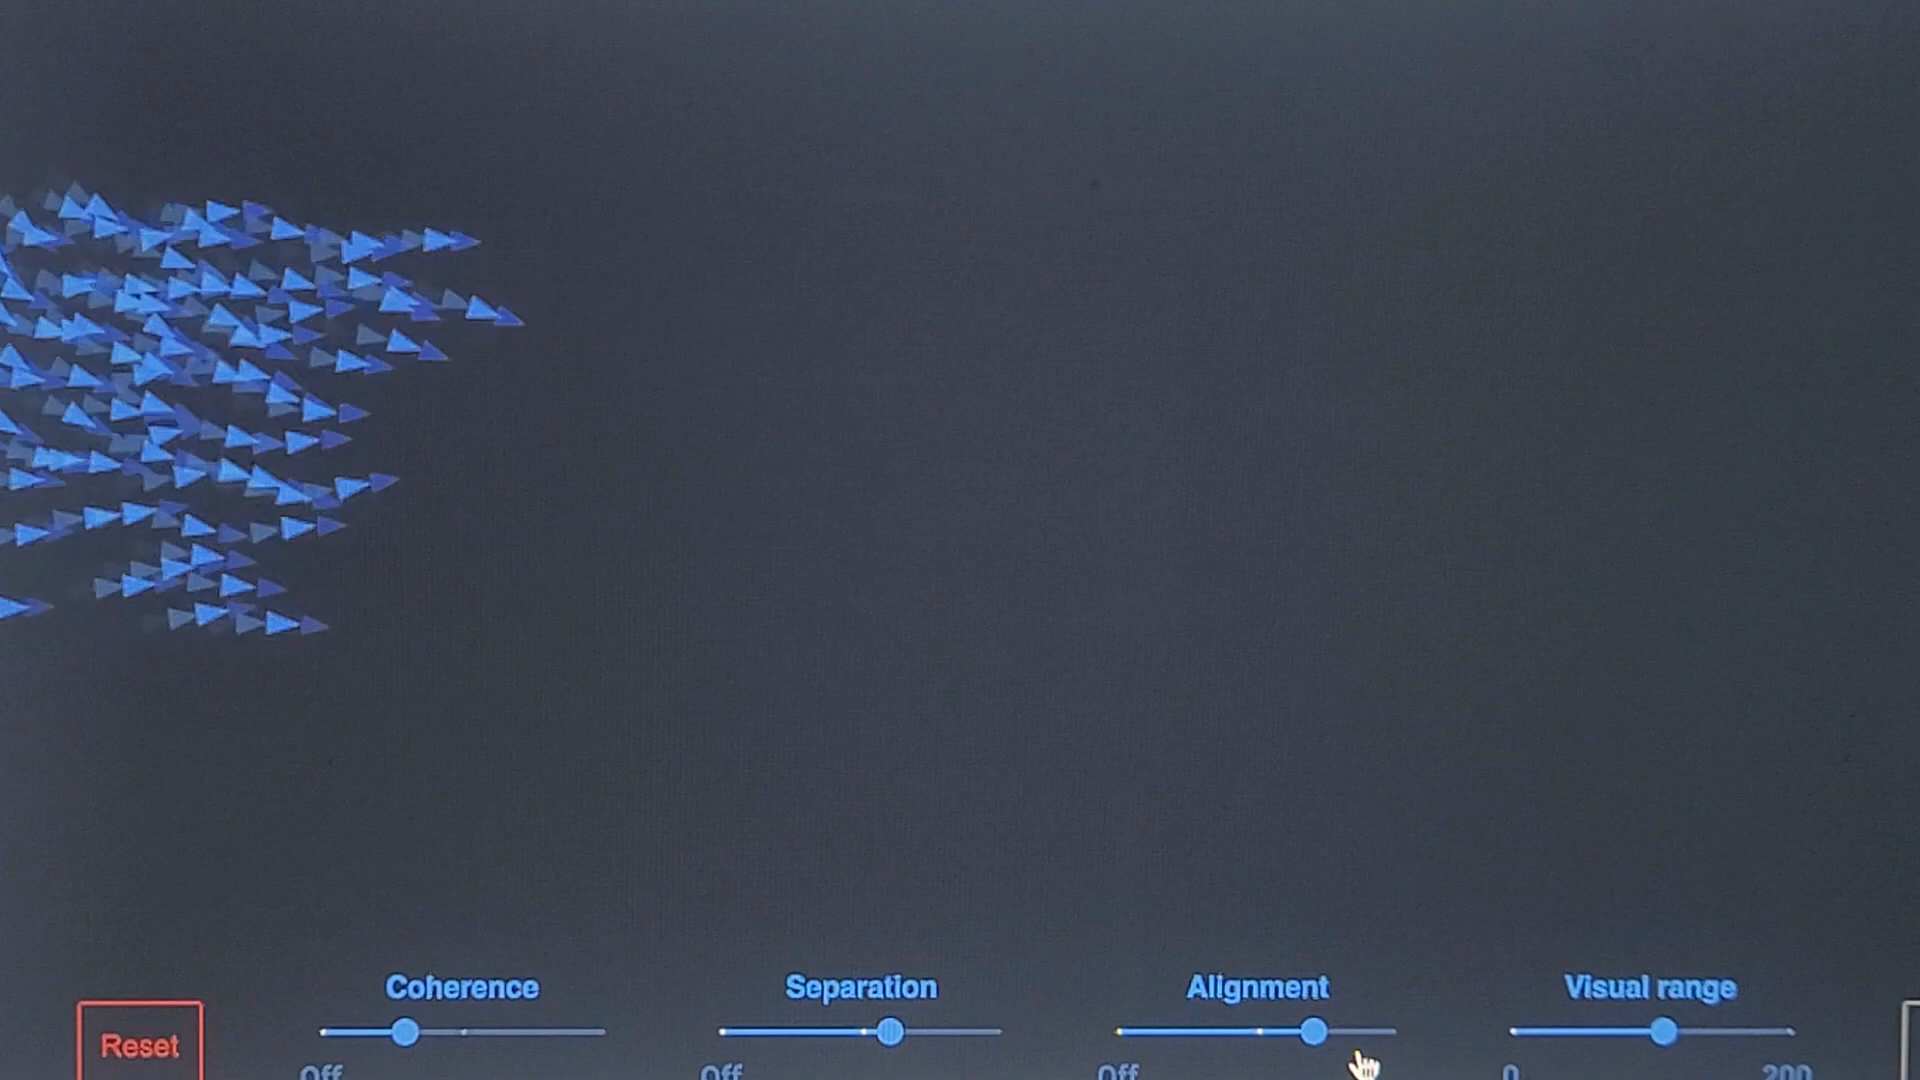 Coherence Separation Alignment Visual range
Reset
Off Off Off 0 200